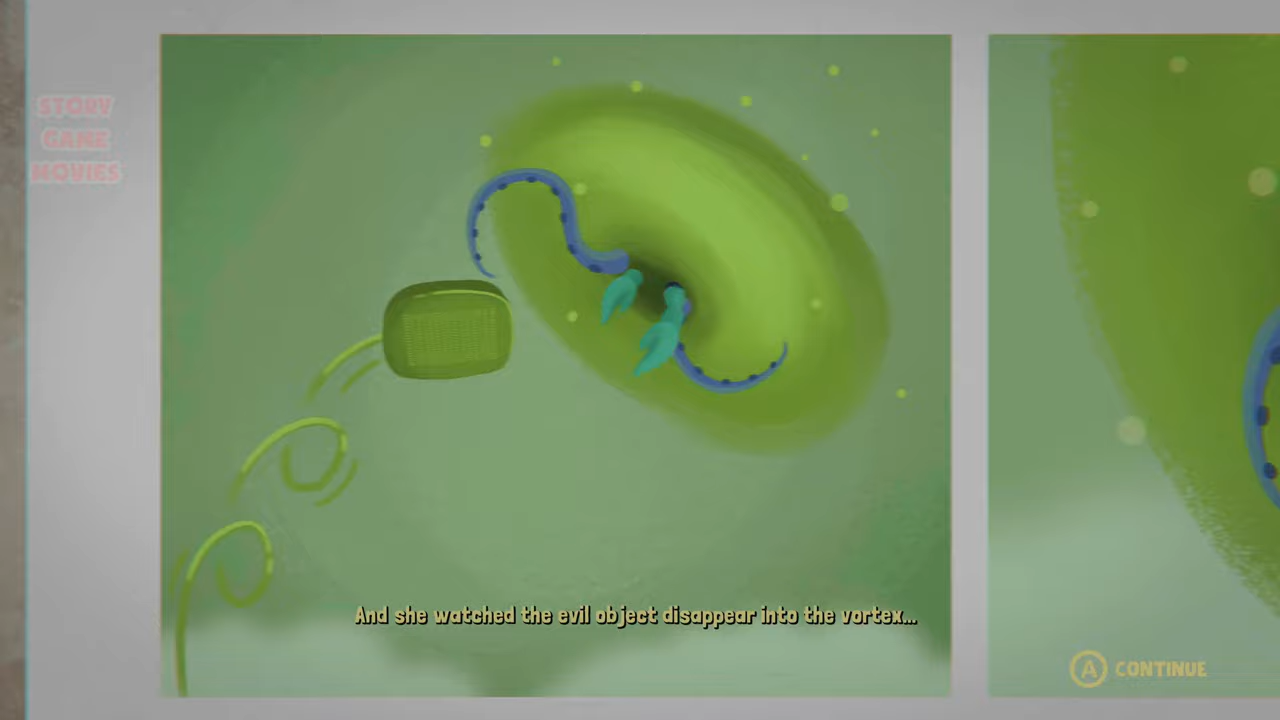 STORY
GAME
MOVIES
And she watched the evil object disappear into the vortex...
A CONTINUE